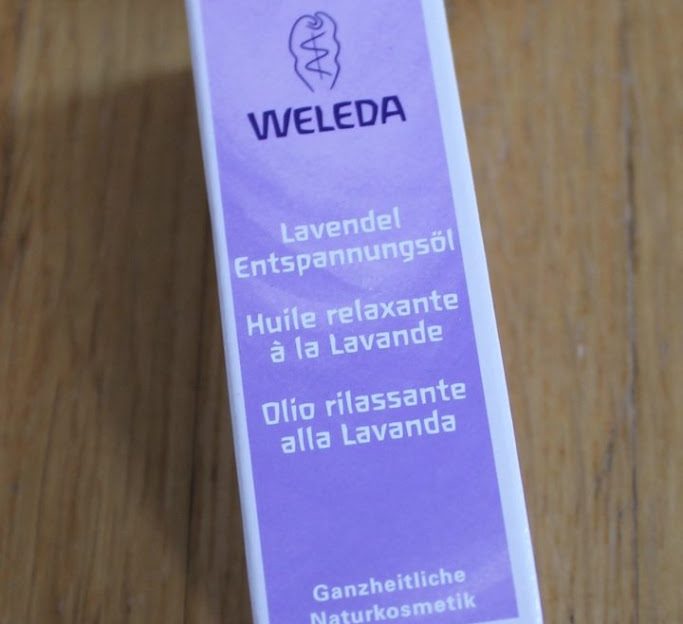 WELEDA
Lavendel
Entspannungsöl
Huile relaxante
à la Lavande
Olio rilassante
alla Lavanda
Ganzheitliche
Naturkosmetik